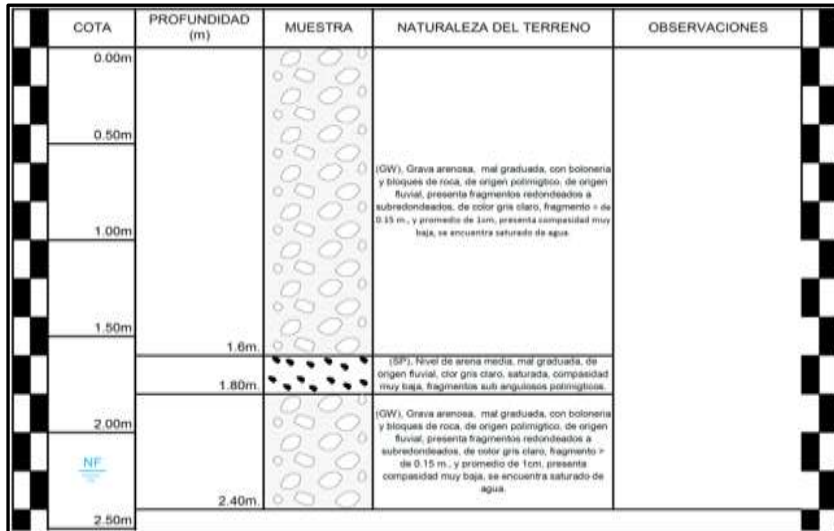 COTA
PROFUNDIDAD
(m)
MUESTRA
NATURALEZA DEL TERRENO
OBSERVACIONES
0.00m
0.50m
1.00m
1.50m
2.00m
NF
2.50m
1.6m.
1.80m.
2.40m.
(GW), Grava arenosa, mal graduada, con boloneria
y bloques de roca, de origen polimigtico, de origen
fluvial, presenta fragmentos redondeados a
subredondeados, de color gris claro, fragmento > de
0.15 m., y promedio de 1cm, presenta compasidad muy
baja, se encuentra saturado de agua
(SP), Nivel de arena media, mal graduada, de
origen fluvial, clor gris claro, saturada, compasidad
muy baja, fragmentos sub angulosos polimigticos.
(GW), Grava arenosa, mal graduada, con boloneria
y bloques de roca, de origen polimigtico, de origen
fluvial, presenta fragmentos redondeados a
subredondeados, de color gris claro, fragmento >
de 0.15 m., y promedio de 1cm, presenta
compasidad muy baja, se encuentra saturado de
agua.